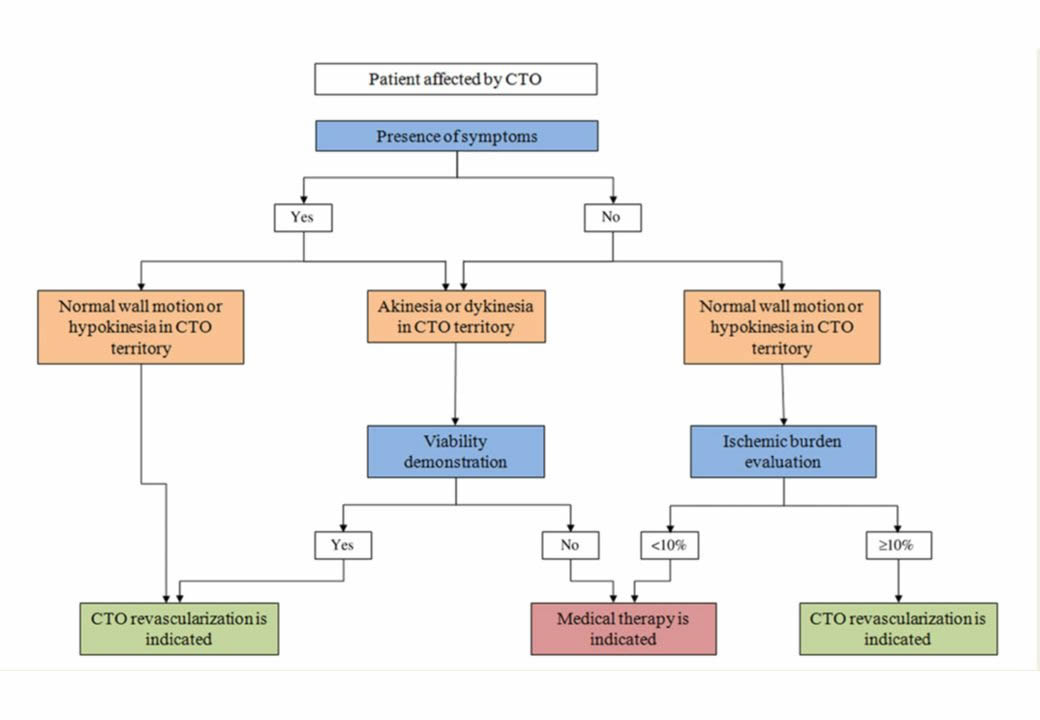 Patient affected by CTO
Presence of symptoms
Yes
No
Normal wall motion or
hypokinesia in CTO
territory
Akinesia or dykinesia
in CTO territory
Normal wall motion or
hypokinesia in CTO
territory
Viability
demonstration
Ischemic burden
evaluation
Yes
No
<10%
≥10%
CTO revascularization is
indicated
Medical therapy is
indicated
CTO revascularization is
indicated